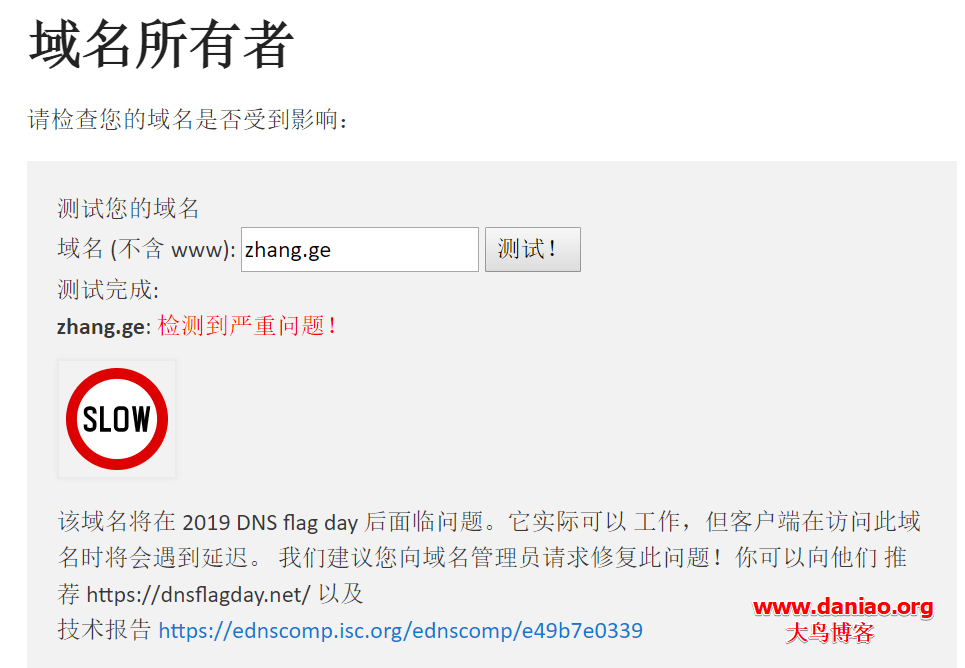 域名所有者
请检查您的域名是否受到影响：
测试您的域名
域名 (不含 www): zhang.ge 测试！
测试完成:
zhang.ge: 检测到严重问题！
SLOW
该域名将在 2019 DNS flag day 后面临问题。它实际可以 工作，但客户端在访问此域
名时将会遇到延迟。 我们建议您向域名管理员请求修复此问题！你可以向他们 推
荐 https://dnsflagday.net/ 以及
技术报告 https://ednscomp.isc.org/ednscomp/e49b7e0339
www.daniao.org
大鸟博客